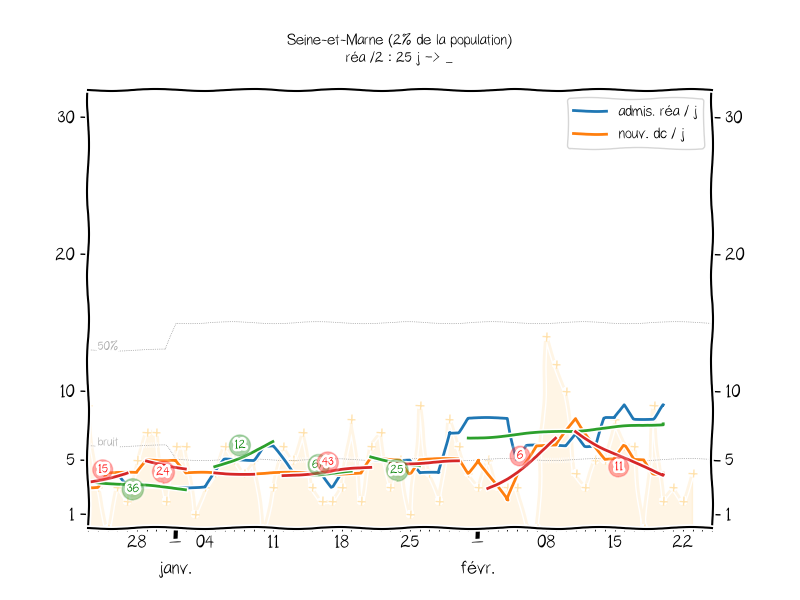 Seine-et-Marne (2% de la population)
réa /2 : 25 j -> _
30 30
admis. réa / j
nouv. dc / j
20 20
50%
10 10
bruit
12
5 15 24 43 25 6 11 5
36
1 1
28 04 11 18 25 08 15 22
janv. févr.